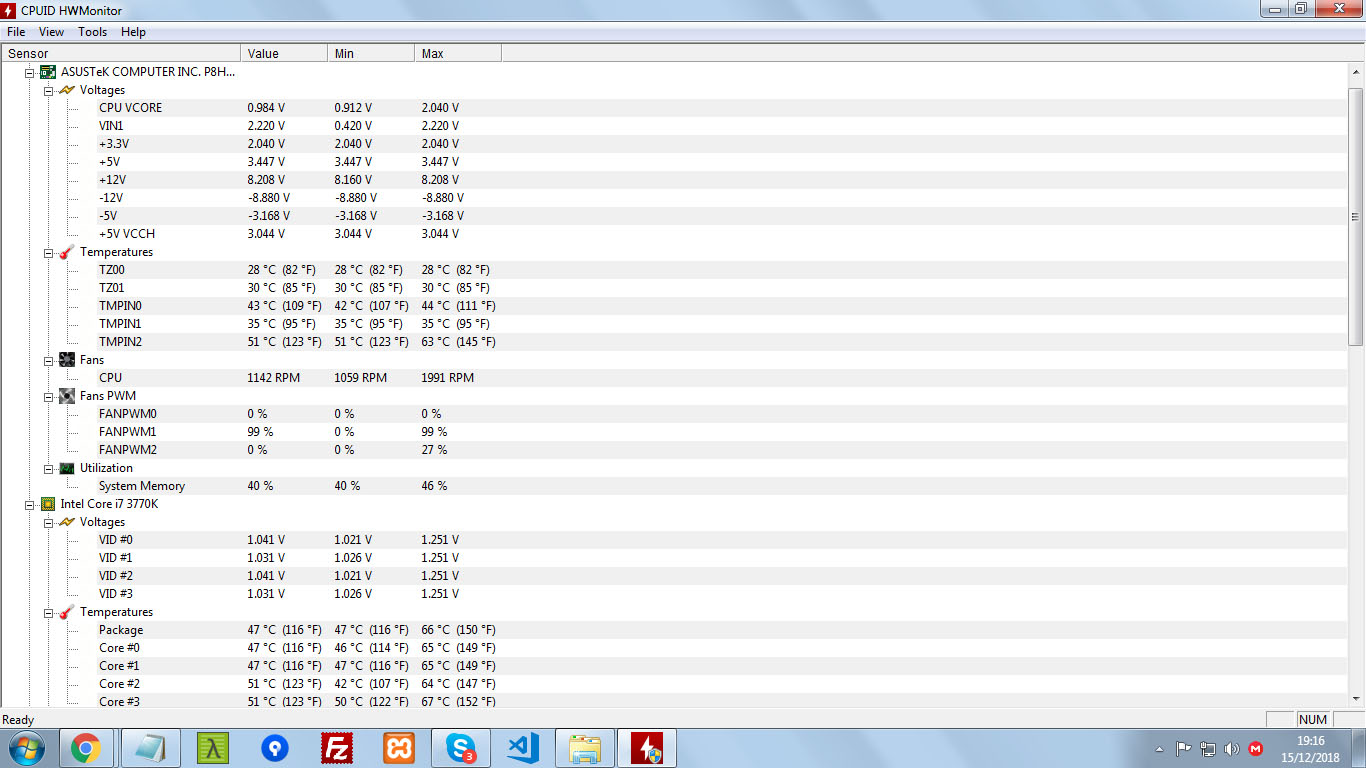 CPUID HWMonitor
File View Tools Help
Sensor Value Min Max
ASUSTeK COMPUTER INC. P8H...
Voltages
CPU VCORE 0.984 V 0.912 V 2.040 V
VIN1 2.220 V 0.420 V 2.220 V
+3.3V 2.040 V 2.040 V 2.040 V
+5V 3.447 V 3.447 V 3.447 V
+12V 8.208 V 8.160 V 8.208 V
-12V -8.880 V -8.880 V -8.880 V
-5V -3.168 V -3.168 V -3.168 V
+5V VCCH 3.044 V 3.044 V 3.044 V
Temperatures
TZ00 28 °C (82 °F) 28 °C (82 °F) 28 °C (82 °F)
TZ01 30 °C (85 °F) 30 °C (85 °F) 30 °C (85 °F)
TMPIN0 43 °C (109 °F) 42 °C (107 °F) 44 °C (111 °F)
TMPIN1 35 °C (95 °F) 35 °C (95 °F) 35 °C (95 °F)
TMPIN2 51 °C (123 °F) 51 °C (123 °F) 63 °C (145 °F)
Fans
CPU 1142 RPM 1059 RPM 1991 RPM
Fans PWM
FANPWM0 0 % 0 % 0 %
FANPWM1 99 % 0 % 99 %
FANPWM2 0 % 0 % 27 %
Utilization
System Memory 40 % 40 % 46 %
Intel Core i7 3770K
Voltages
VID #0 1.041 V 1.021 V 1.251 V
VID #1 1.031 V 1.026 V 1.251 V
VID #2 1.041 V 1.021 V 1.251 V
VID #3 1.031 V 1.026 V 1.251 V
Temperatures
Package 47 °C (116 °F) 47 °C (116 °F) 66 °C (150 °F)
Core #0 47 °C (116 °F) 46 °C (114 °F) 65 °C (149 °F)
Core #1 47 °C (116 °F) 47 °C (116 °F) 65 °C (149 °F)
Core #2 51 °C (123 °F) 42 °C (107 °F) 64 °C (147 °F)
Core #3 51 °C (123 °F) 50 °C (122 °F) 67 °C (152 °F)
Ready NUM
λ Fz S 3 M
19:16
15/12/2018